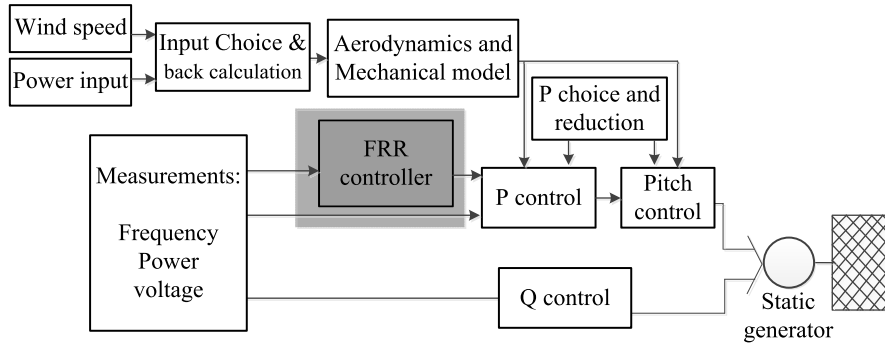 Wind speed
Power input
Input Choice &
back calculation
Aerodynamics and
Mechanical model
P choice and
reduction
Measurements:
Frequency
Power
voltage
FRR
controller
P control
Pitch
control
Q control
Static
generator